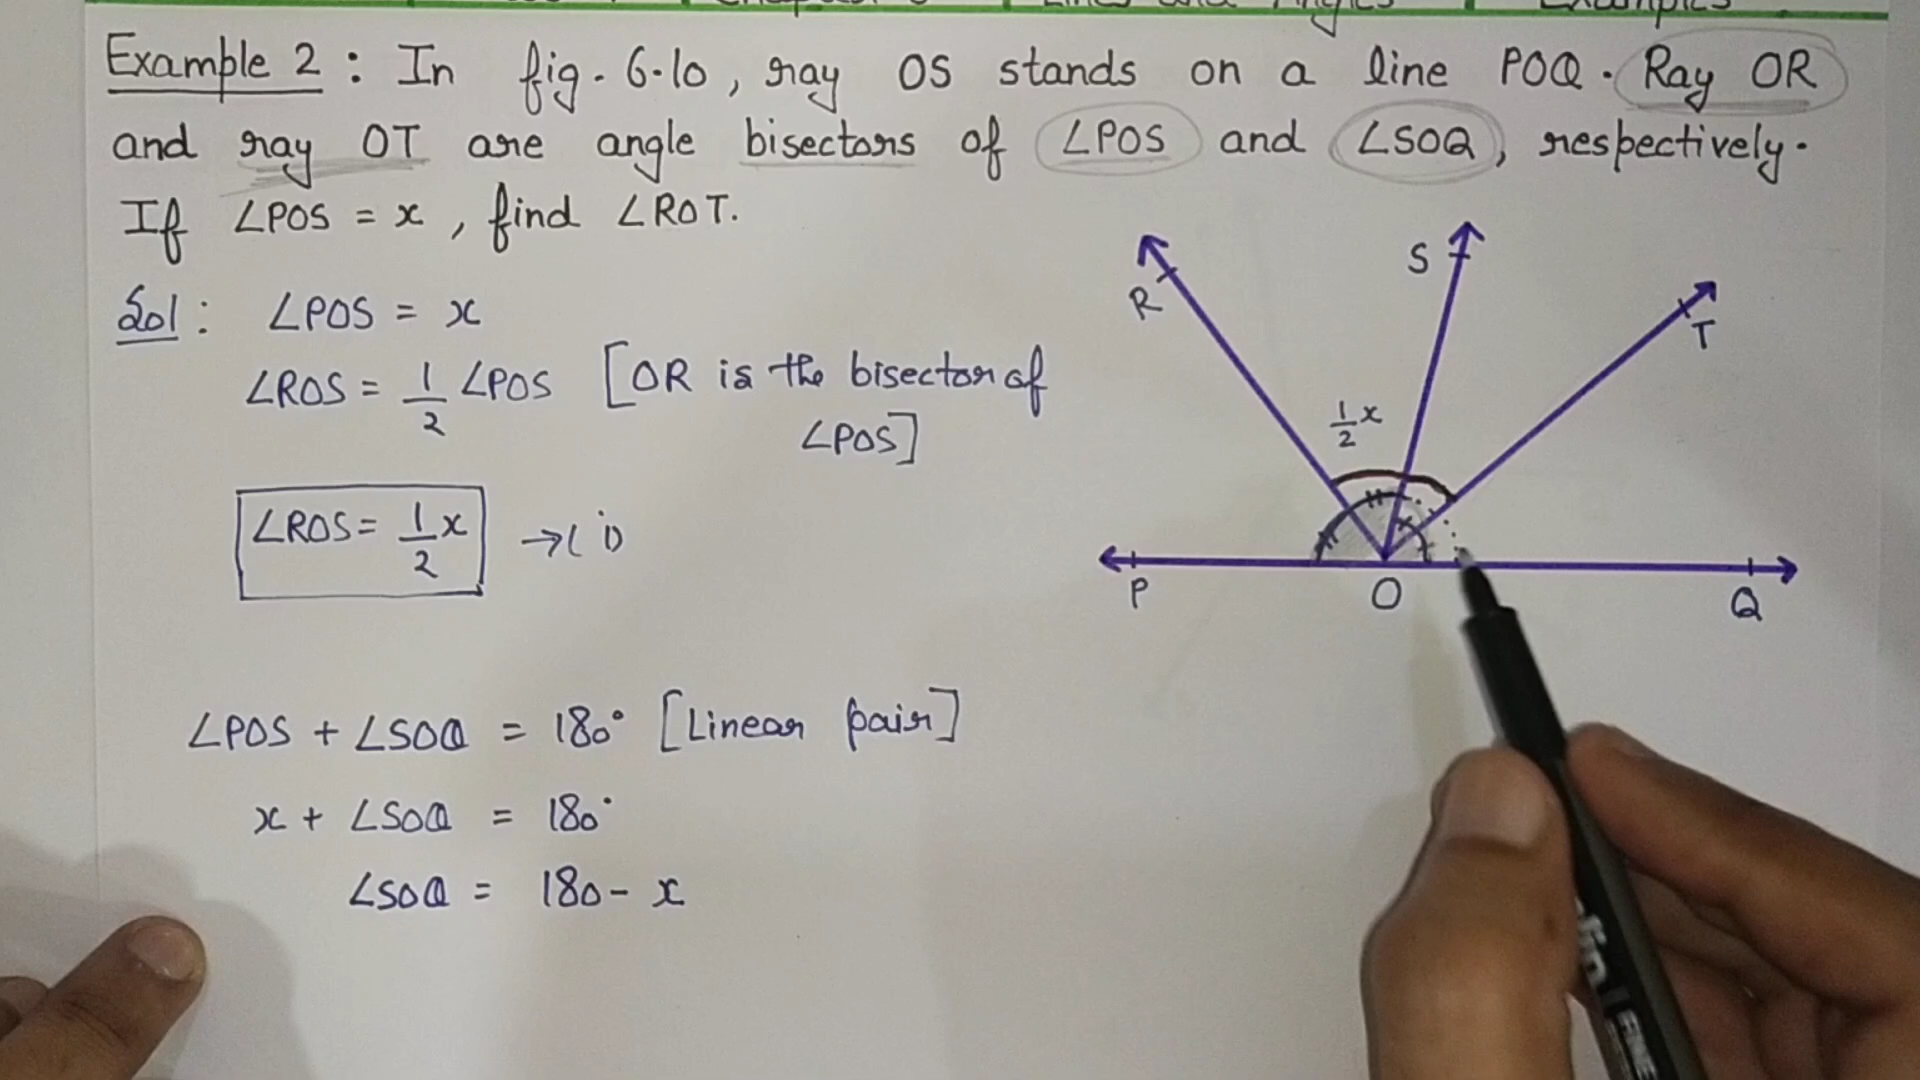 Example 2 : In fig. 6.10, ray OS stands on a line POQ. Ray OR
and ray OT are angle bisectors of ∠POS and ∠SOQ, respectively.
If ∠POS = x, find ∠ROT.
Sol : ∠POS = x
∠ROS = 1/2 ∠POS [OR is the bisector of
∠POS]
∠ROS = 1/2 x → (i)
∠POS + ∠SOQ = 180° [Linear pair]
x + ∠SOQ = 180°
∠SOQ = 180 - x
R
S
T
1/2 x
P
O
Q